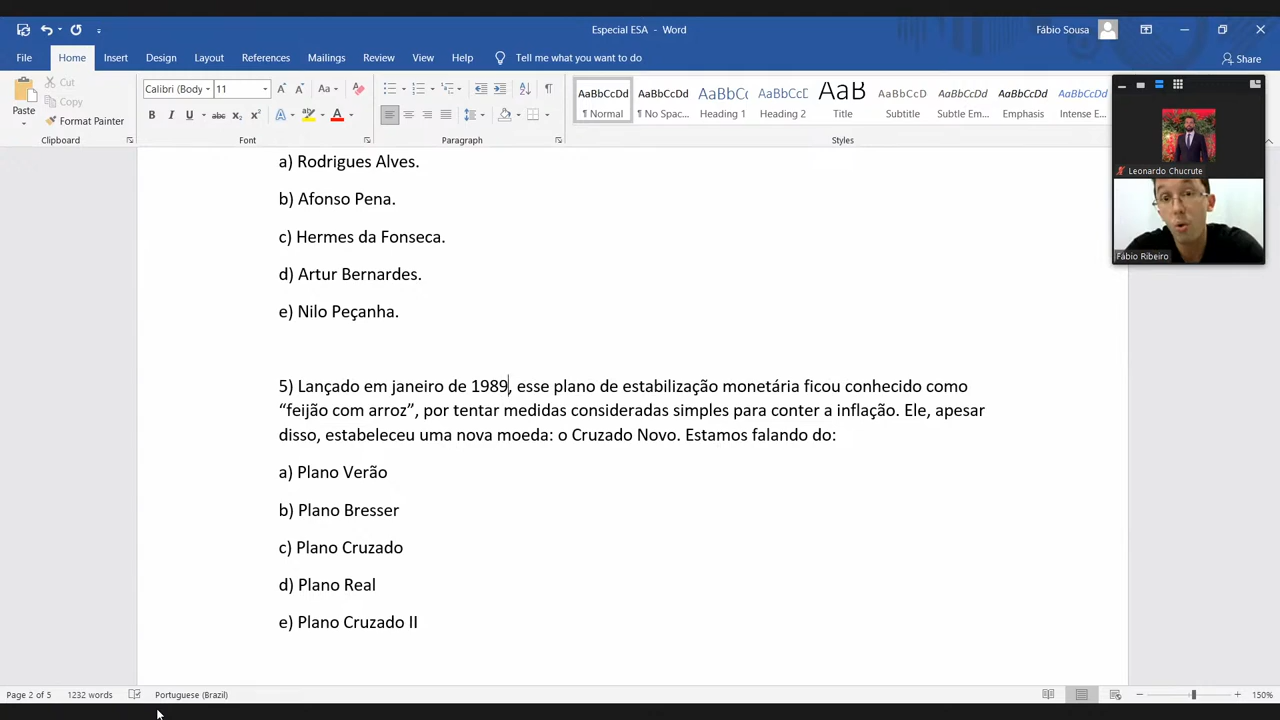 Especial ESA - Word
Fábio Sousa
File
Home
Insert
Design
Layout
References
Mailings
Review
View
Help
Tell me what you want to do
Share
Paste
Cut
Copy
Format Painter
Clipboard
Calibri (Body
11
Font
Paragraph
AaBbCcDd
¶ Normal
AaBbCcDd
¶ No Spac...
AaBbCc
Heading 1
AaBbCcC
Heading 2
AaB
Title
AaBbCcD
Subtitle
AaBbCcDd
Subtle Em...
AaBbCcDd
Emphasis
AaBbCcDd
Intense E...
Styles
Leonardo Chucrute
Fábio Ribeiro
a) Rodrigues Alves.
b) Afonso Pena.
c) Hermes da Fonseca.
d) Artur Bernardes.
e) Nilo Peçanha.
5) Lançado em janeiro de 1989, esse plano de estabilização monetária ficou conhecido como
“feijão com arroz”, por tentar medidas consideradas simples para conter a inflação. Ele, apesar
disso, estabeleceu uma nova moeda: o Cruzado Novo. Estamos falando do:
a) Plano Verão
b) Plano Bresser
c) Plano Cruzado
d) Plano Real
e) Plano Cruzado II
Page 2 of 5
1232 words
Portuguese (Brazil)
150%